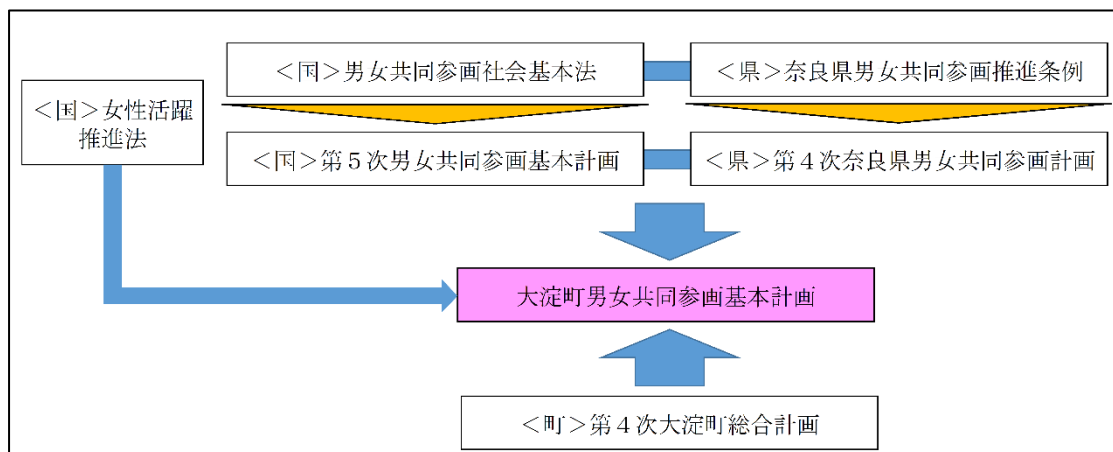 ＜国＞男女共同参画社会基本法
＜県＞奈良県男女共同参画推進条例
＜国＞女性活躍
推進法
＜国＞第５次男女共同参画基本計画
＜県＞第４次奈良県男女共同参画計画
大淀町男女共同参画基本計画
＜町＞第４次大淀町総合計画